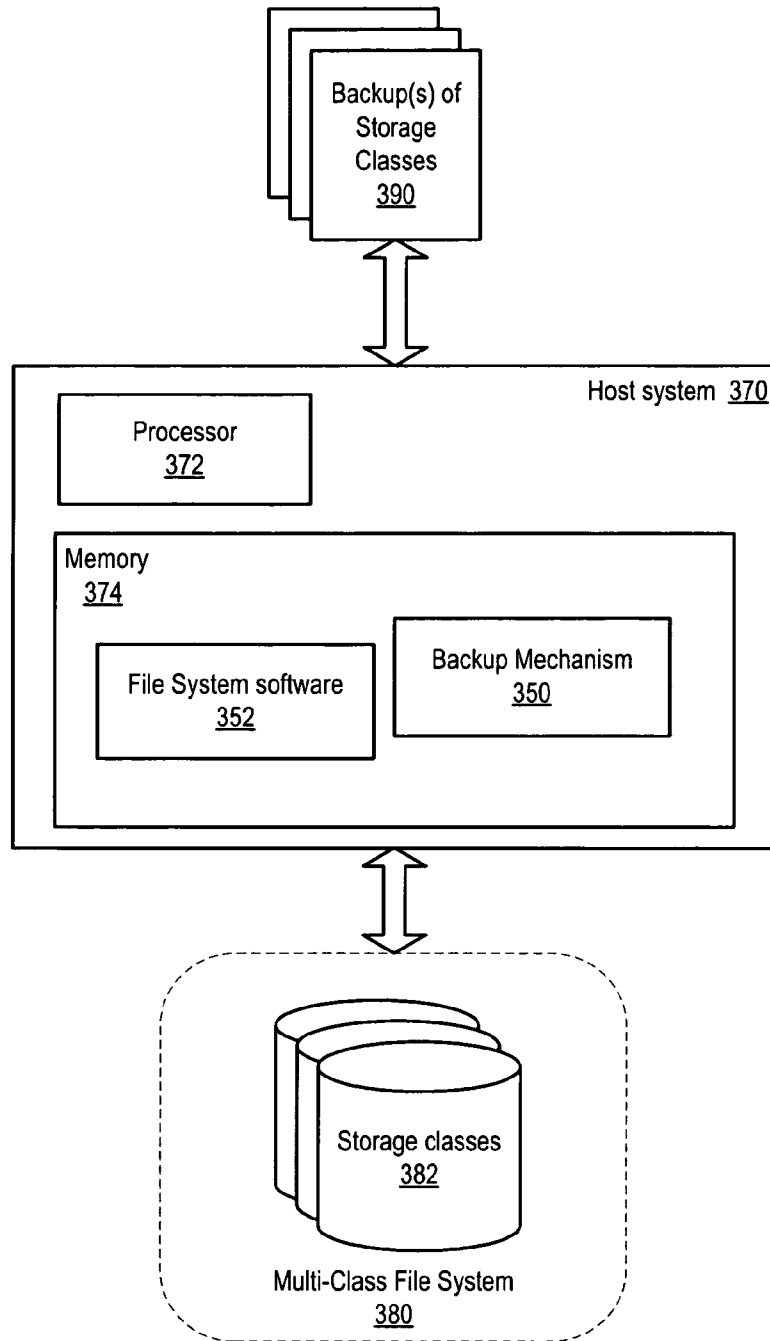 Backup(s) of
Storage
Classes
390
Host system 370
Processor
372
Memory
374
File System software
352
Backup Mechanism
350
Storage classes
382
Multi-Class File System
380